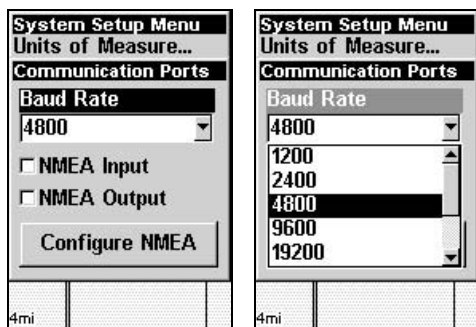 System Setup Menu
Units of Measure...
Communication Ports
Baud Rate
4800
NMEA Input
NMEA Output
Configure NMEA
4mi
System Setup Menu
Units of Measure...
Communication Ports
Baud Rate
4800
1200
2400
4800
9600
19200
4mi